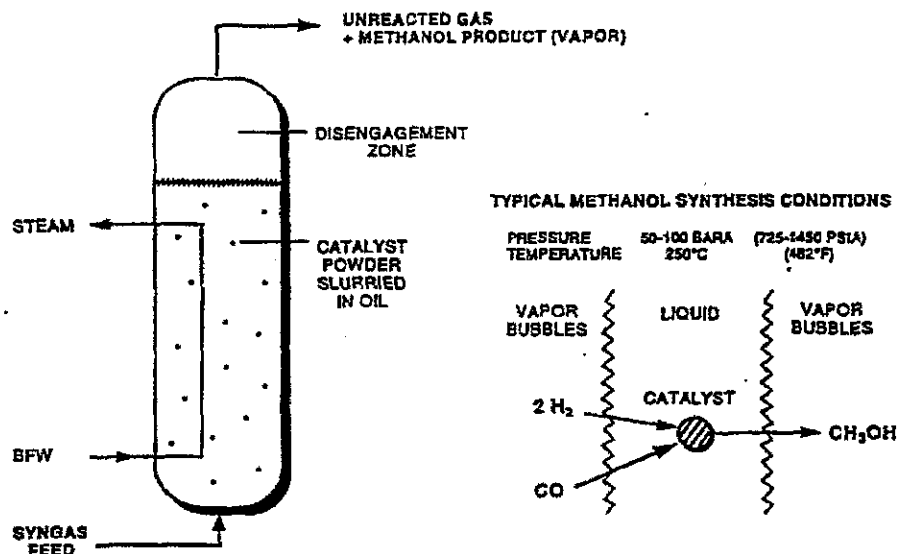 UNREACTED GAS
+ METHANOL PRODUCT (VAPOR)
DISENGAGEMENT
ZONE
STEAM
CATALYST
POWDER
SLURRIED
IN OIL
BFW
SYNGAS
FEED
TYPICAL METHANOL SYNTHESIS CONDITIONS
PRESSURE 50-100 BARA (725-1450 PSIA)
TEMPERATURE 250°C (482°F)
VAPOR LIQUID VAPOR
BUBBLES BUBBLES
CATALYST
2 H₂
CH₃OH
CO